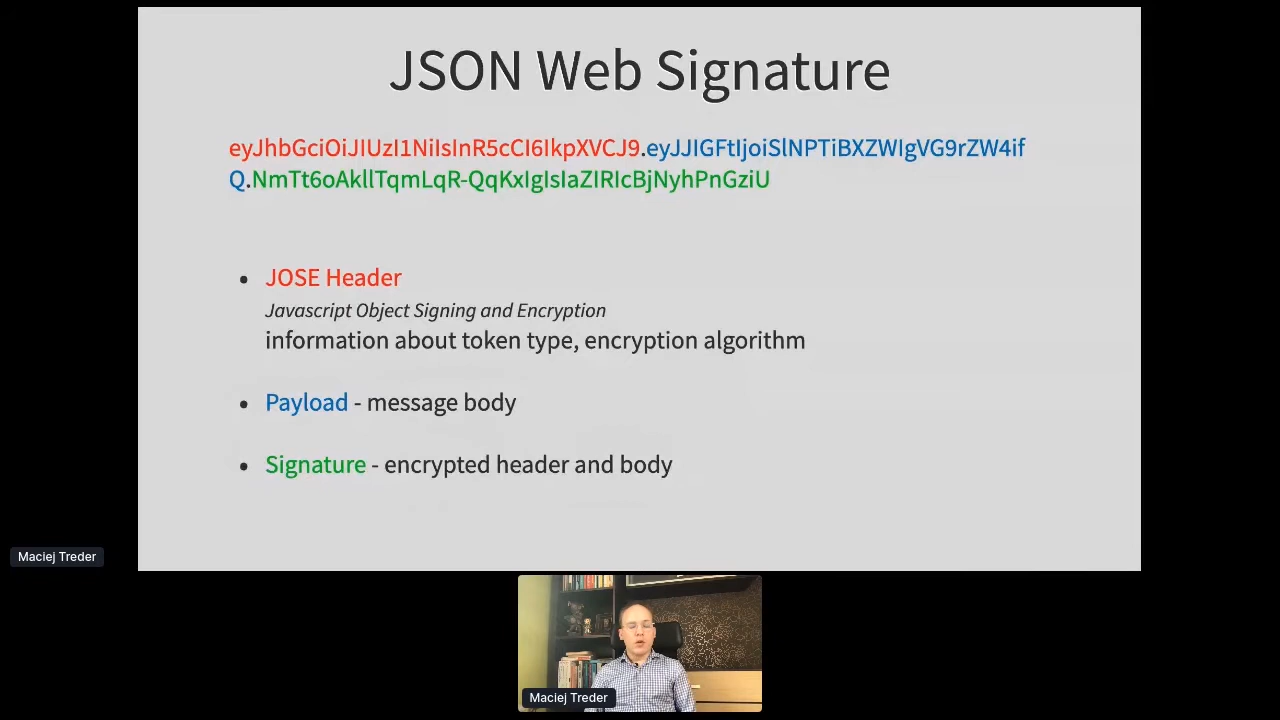 JSON Web Signature
eyJhbGciOiJIUzI1NiIsInR5cCI6IkpXVCJ9.eyJJIGFtIjoiSlNPTiBXZWIgVG9rZW4if
Q.NmTt6oAkllTqmLqR-QqKxIgIsIaZIRIcBjNyhPnGziU
• JOSE Header
Javascript Object Signing and Encryption
information about token type, encryption algorithm
• Payload - message body
• Signature - encrypted header and body
Maciej Treder
Maciej Treder